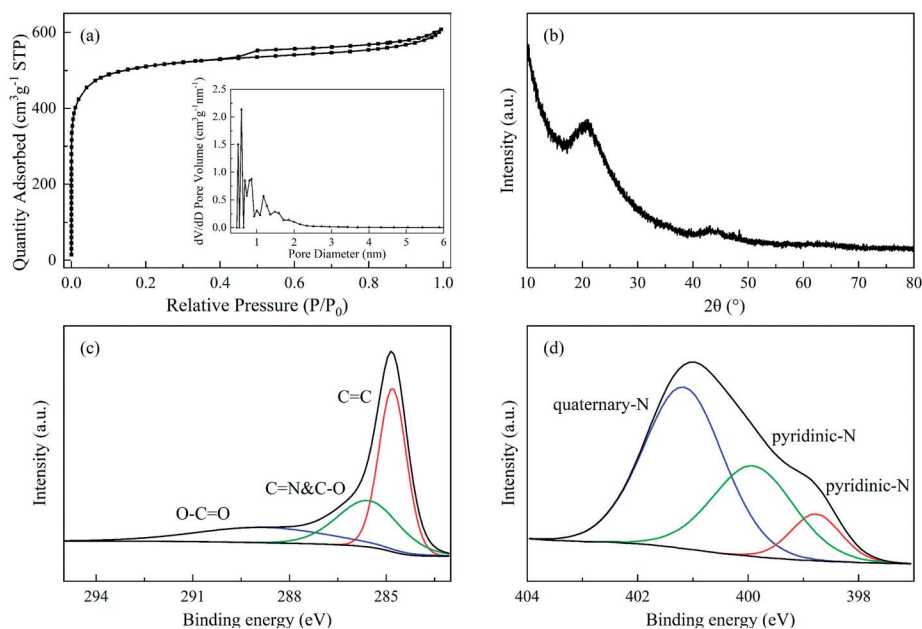 (a)
Quantity Adsorbed (cm³g⁻¹ STP)
600
400
200
0
0.0 0.2 0.4 0.6 0.8 1.0
Relative Pressure (P/P₀)
dV/dD Pore Volume (cm³g⁻¹nm⁻¹)
2.5
2.0
1.5
1.0
0.5
0.0
1 2 3 4 5 6
Pore Diameter (nm)
(b)
Intensity (a.u.)
10 20 30 40 50 60 70 80
2θ (°)
(c)
Intensity (a.u.)
C=C
C=N&C-O
O-C=O
294 291 288 285
Binding energy (eV)
(d)
Intensity (a.u.)
quaternary-N
pyridinic-N
pyridinic-N
404 402 400 398
Binding energy (eV)